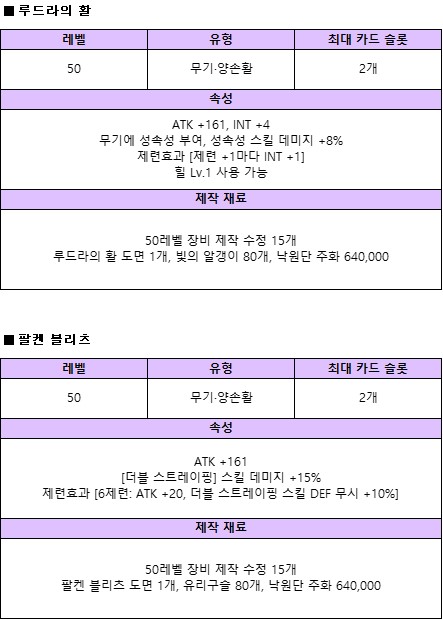 ■ 루드라의 활
레벨 유형 최대 카드 슬롯
50 무기·양손활 2개
속성
ATK +161, INT +4
무기에 성속성 부여, 성속성 스킬 데미지 +8%
제련효과 [제련 +1마다 INT +1]
힐 Lv.1 사용 가능
제작 재료
50레벨 장비 제작 수정 15개
루드라의 활 도면 1개, 빛의 알갱이 80개, 낙원단 주화 640,000
■ 팔켄 블리츠
레벨 유형 최대 카드 슬롯
50 무기·양손활 2개
속성
ATK +161
[더블 스트레이핑] 스킬 데미지 +15%
제련효과 [6제련: ATK +20, 더블 스트레이핑 스킬 DEF 무시 +10%]
제작 재료
50레벨 장비 제작 수정 15개
팔켄 블리츠 도면 1개, 유리구슬 80개, 낙원단 주화 640,000